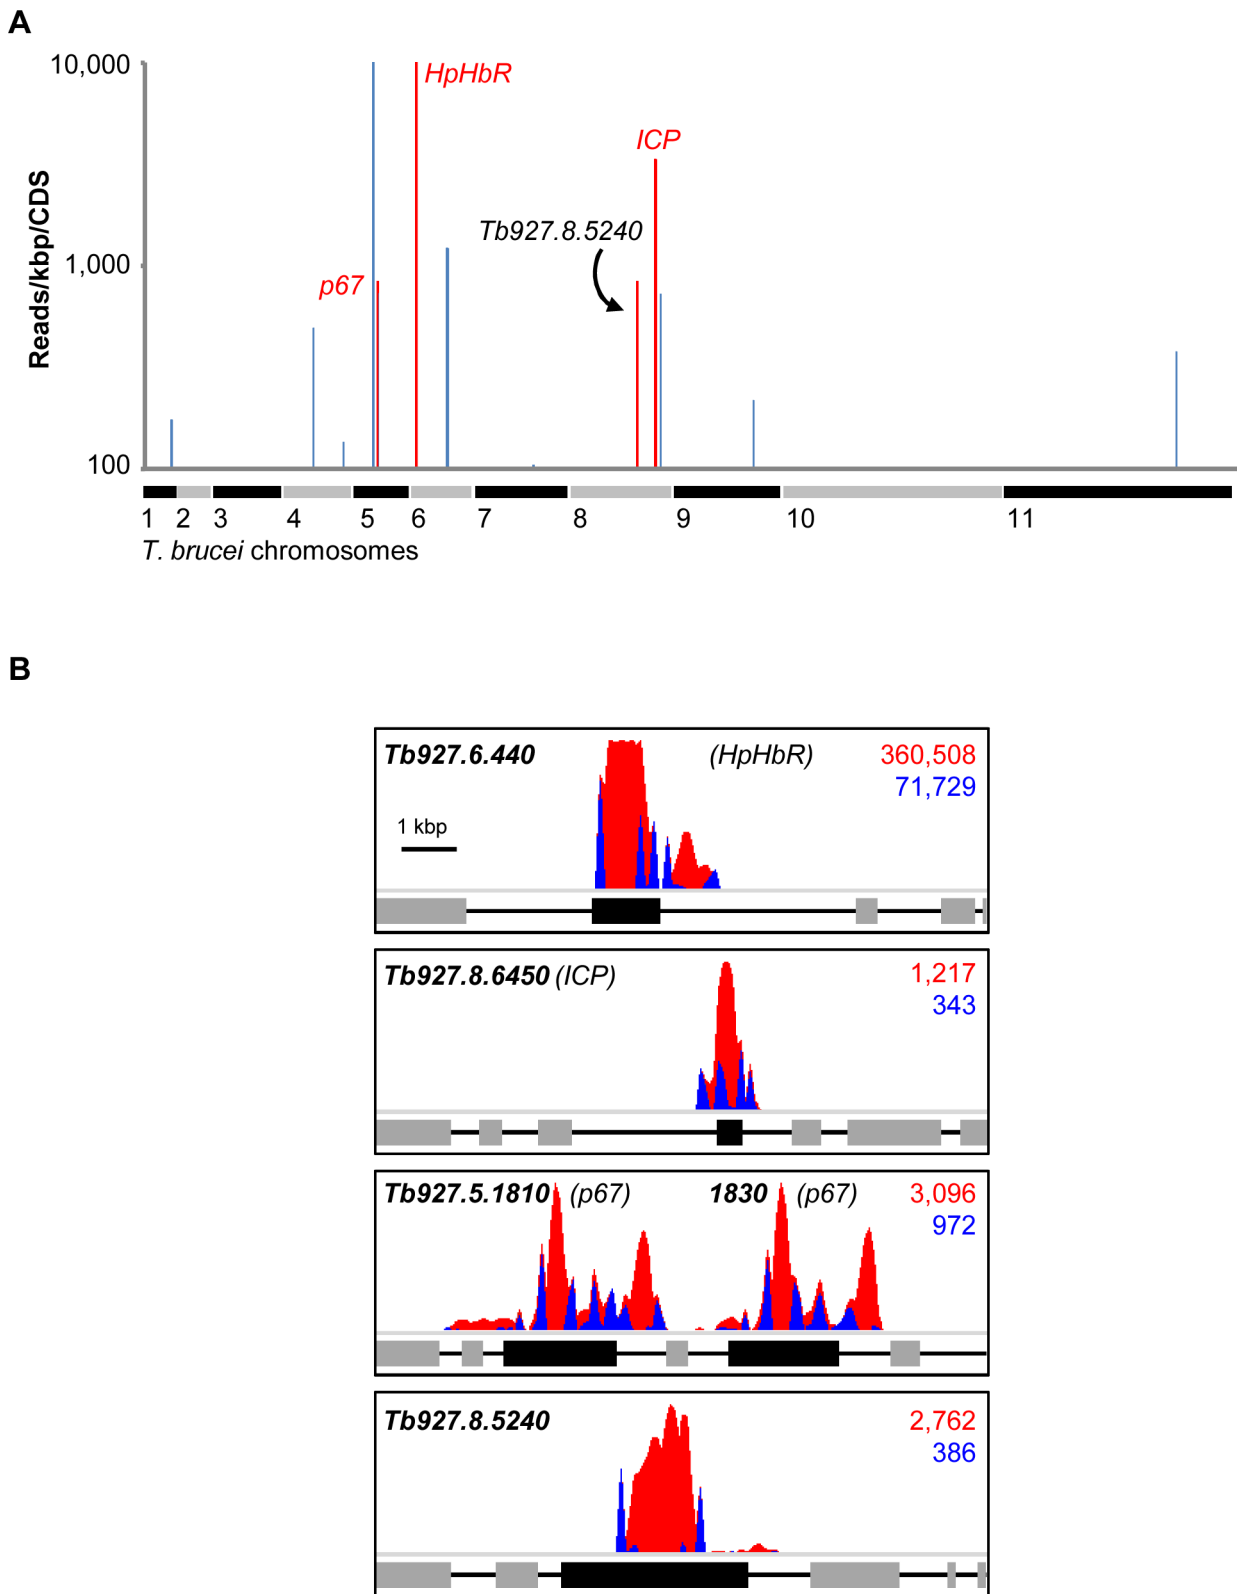 A
10,000
HpHbR
ICP
Tb927.8.5240
1,000
p67
Reads/kbp/CDS
100
1 2 3 4 5 6 7 8 9 10 11
T. brucei chromosomes
B
Tb927.6.440 (HpHbR) 360,508
71,729
1 kbp
Tb927.8.6450 (ICP) 1,217
343
Tb927.5.1810 (p67) 1830 (p67) 3,096
972
Tb927.8.5240 2,762
386